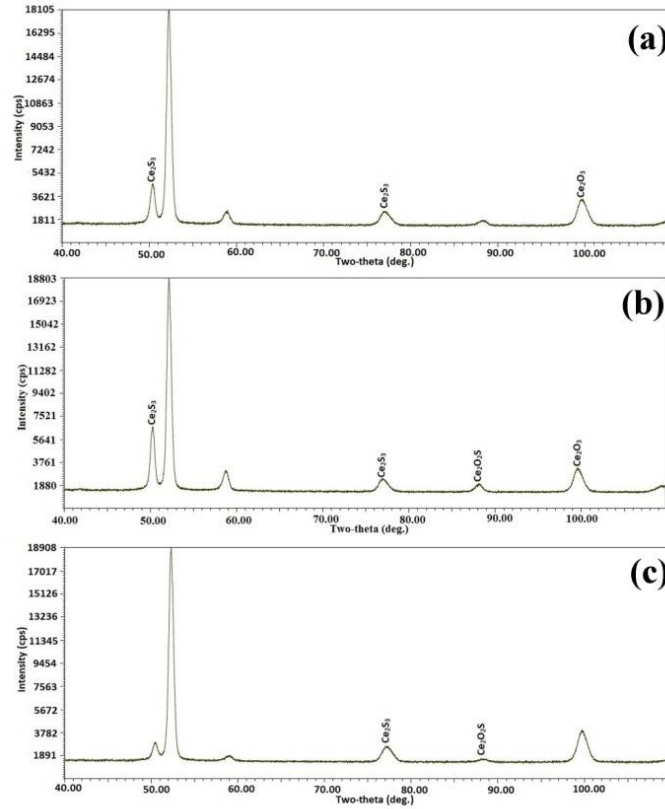 (a)
Intensity (cps)
18105
16295
14484
12674
10863
9053
7242
5432
3621
1811
Ce₂S₃
Ce₂S₃
Ce₂O₃
40.00 50.00 60.00 70.00 80.00 90.00 100.00
Two-theta (deg.)
(b)
Intensity (cps)
18803
16923
15042
13162
11282
9402
7521
5641
3761
1880
Ce₂S₃
Ce₂S₃
Ce₂O₂S
Ce₂O₃
40.00 50.00 60.00 70.00 80.00 90.00 100.00
Two-theta (deg.)
(c)
Intensity (cps)
18908
17017
15126
13236
11345
9454
7563
5672
3782
1891
Ce₂S₃
Ce₂O₂S
40.00 50.00 60.00 70.00 80.00 90.00 100.00
Two-theta (deg.)